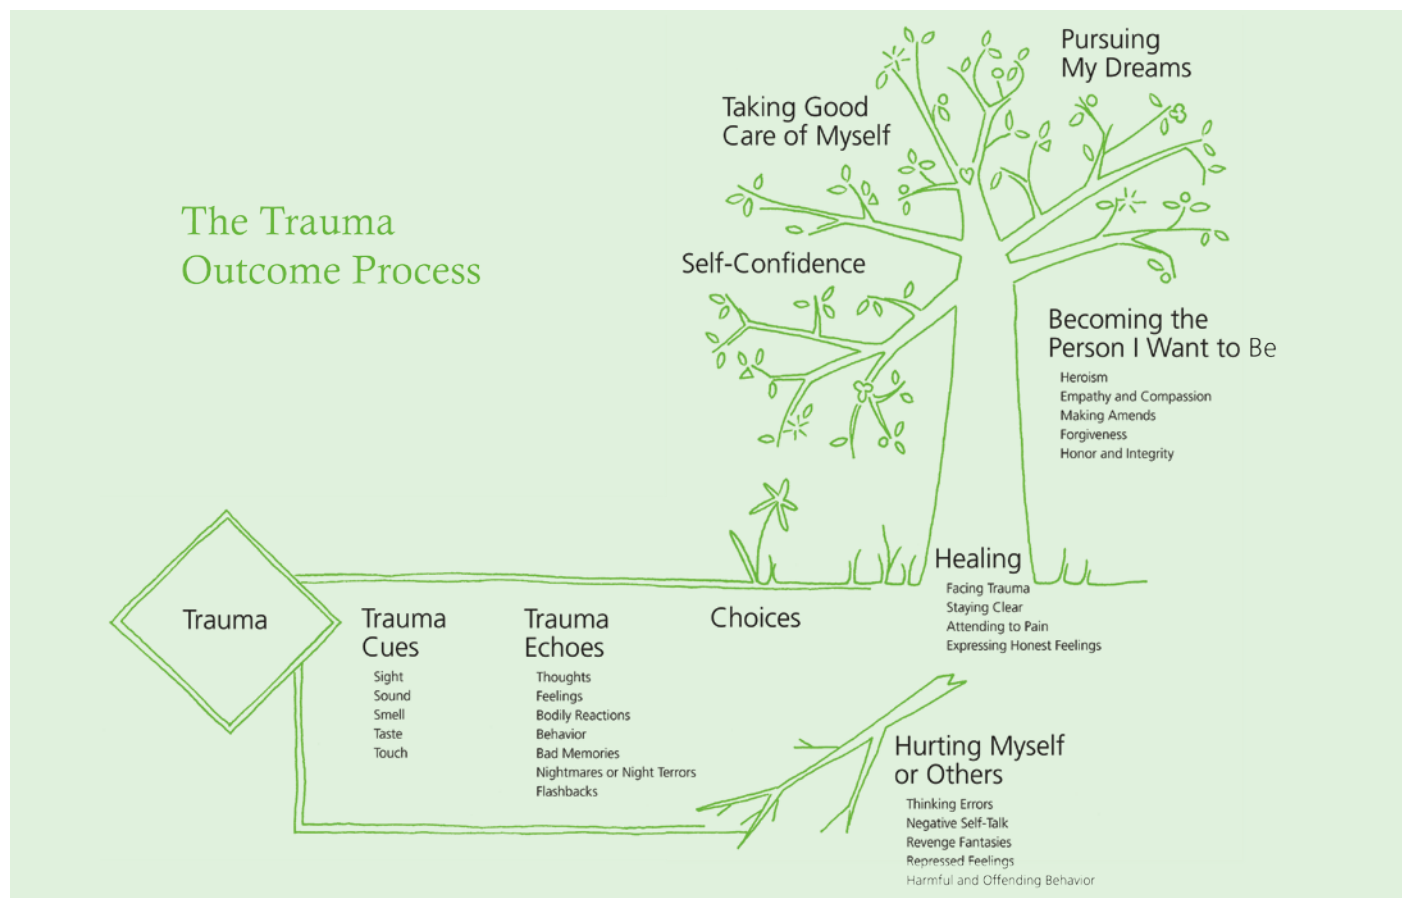 The Trauma
Outcome Process
Pursuing
My Dreams
Taking Good
Care of Myself
Self-Confidence
Becoming the
Person I Want to Be
Heroism
Empathy and Compassion
Making Amends
Forgiveness
Honor and Integrity
Trauma
Trauma
Cues
Sight
Sound
Smell
Taste
Touch
Trauma
Echoes
Thoughts
Feelings
Bodily Reactions
Behavior
Bad Memories
Nightmares or Night Terrors
Flashbacks
Choices
Healing
Facing Trauma
Staying Clear
Attending to Pain
Expressing Honest Feelings
Hurting Myself
or Others
Thinking Errors
Negative Self-Talk
Revenge Fantasies
Repressed Feelings
Harmful and Offending Behavior